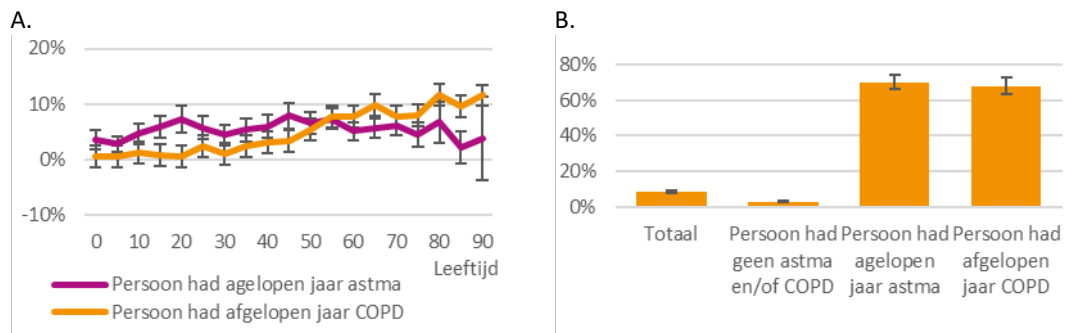 A.
20%
10%
0%
-10%
0 10 20 30 40 50 60 70 80 90
Leeftijd
Persoon had agelopen jaar astma
Persoon had afgelopen jaar COPD
B.
80%
60%
40%
20%
0%
Totaal
Persoon had
geen astma
en/of COPD
Persoon had
agelopen
jaar astma
Persoon had
afgelopen
jaar COPD